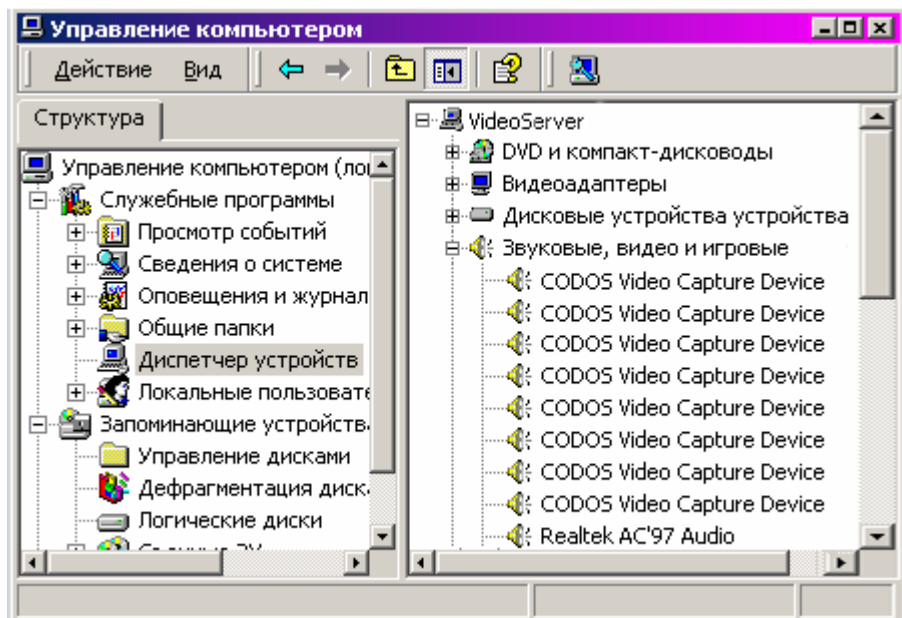 Управление компьютером
Действие Вид
Структура
Управление компьютером (ло
Служебные программы
Просмотр событий
Сведения о системе
Оповещения и журнал
Общие папки
Диспетчер устройств
Локальные пользоват
Запоминающие устройств
Управление дисками
Дефрагментация диск
Логические диски
VideoServer
DVD и компакт-дисководы
Видеоадаптеры
Дисковые устройства устройства
Звуковые, видео и игровые
CODOS Video Capture Device
CODOS Video Capture Device
CODOS Video Capture Device
CODOS Video Capture Device
CODOS Video Capture Device
CODOS Video Capture Device
CODOS Video Capture Device
CODOS Video Capture Device
Realtek AC'97 Audio